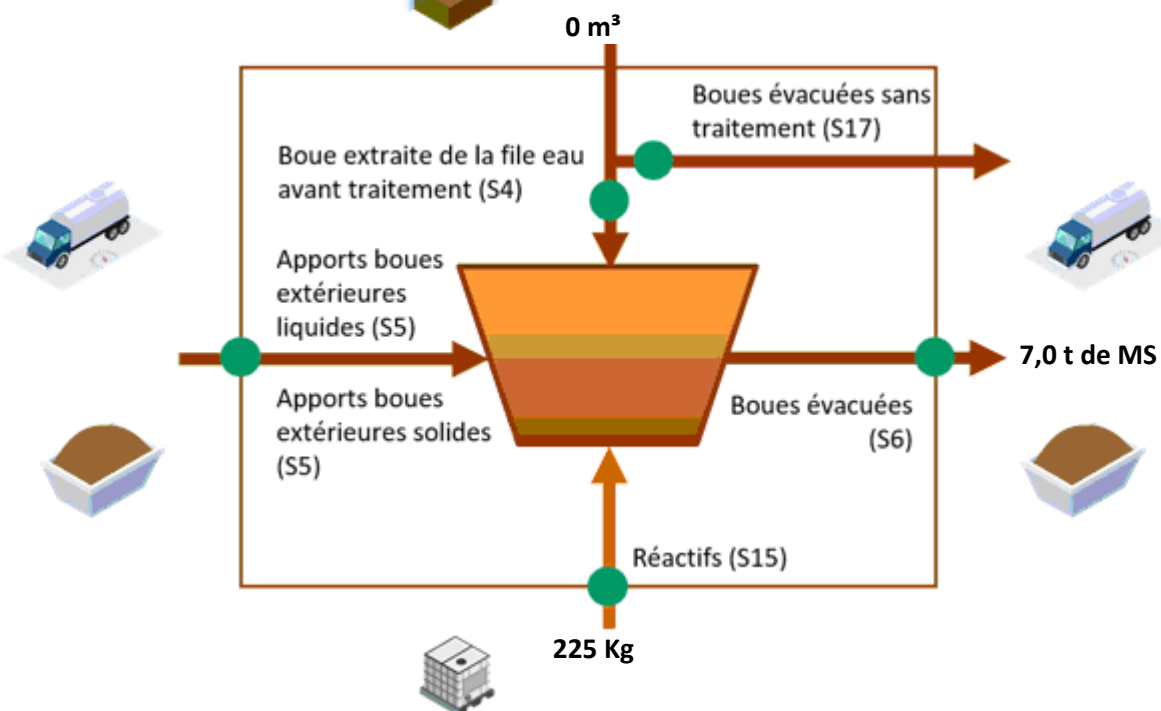 0 m³
Boues évacuées sans
traitement (S17)
Boue extraite de la file eau
avant traitement (S4)
Apports boues
extérieures
liquides (S5)
7,0 t de MS
Apports boues
extérieures solides
(S5)
Boues évacuées
(S6)
Réactifs (S15)
225 Kg